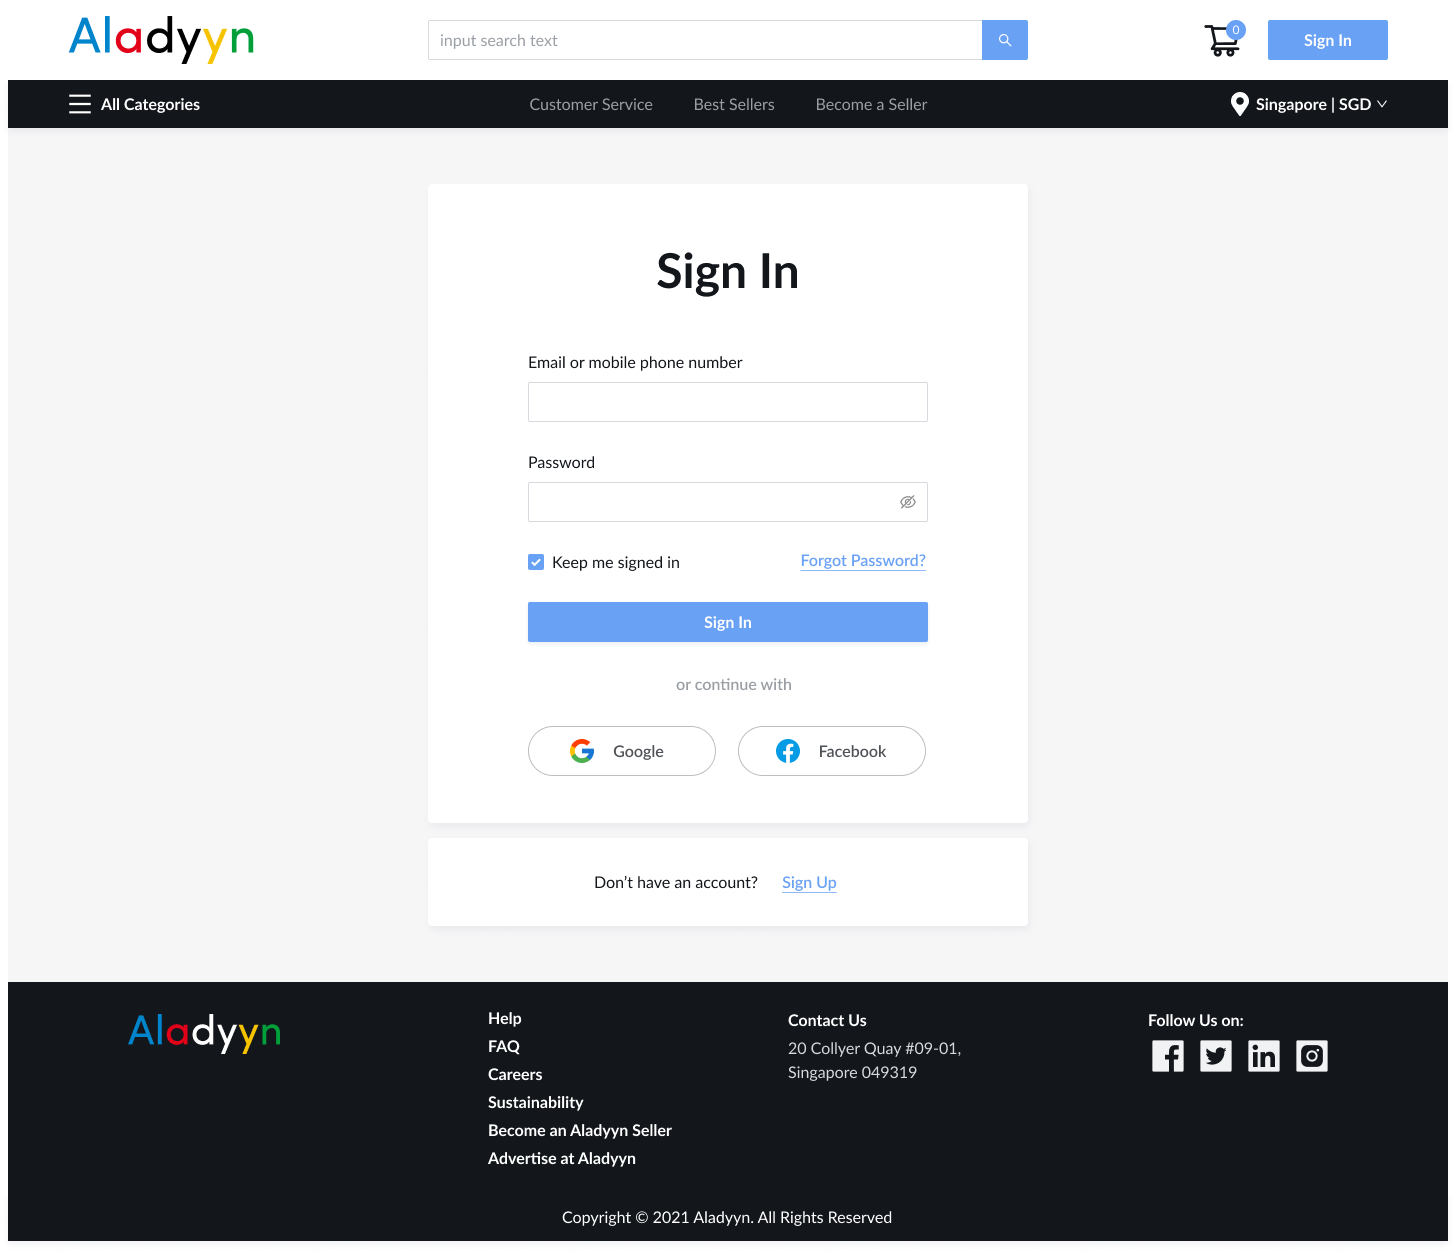 Aladyyn
input search text
0
Sign In
All Categories
Customer Service
Best Sellers
Become a Seller
Singapore | SGD
Sign In
Email or mobile phone number
Password
Keep me signed in
Forgot Password?
Sign In
or continue with
Google
Facebook
Don’t have an account?
Sign Up
Aladyyn
Help
FAQ
Careers
Sustainability
Become an Aladyyn Seller
Advertise at Aladyyn
Contact Us
20 Collyer Quay #09-01,
Singapore 049319
Follow Us on:
Copyright © 2021 Aladyyn. All Rights Reserved